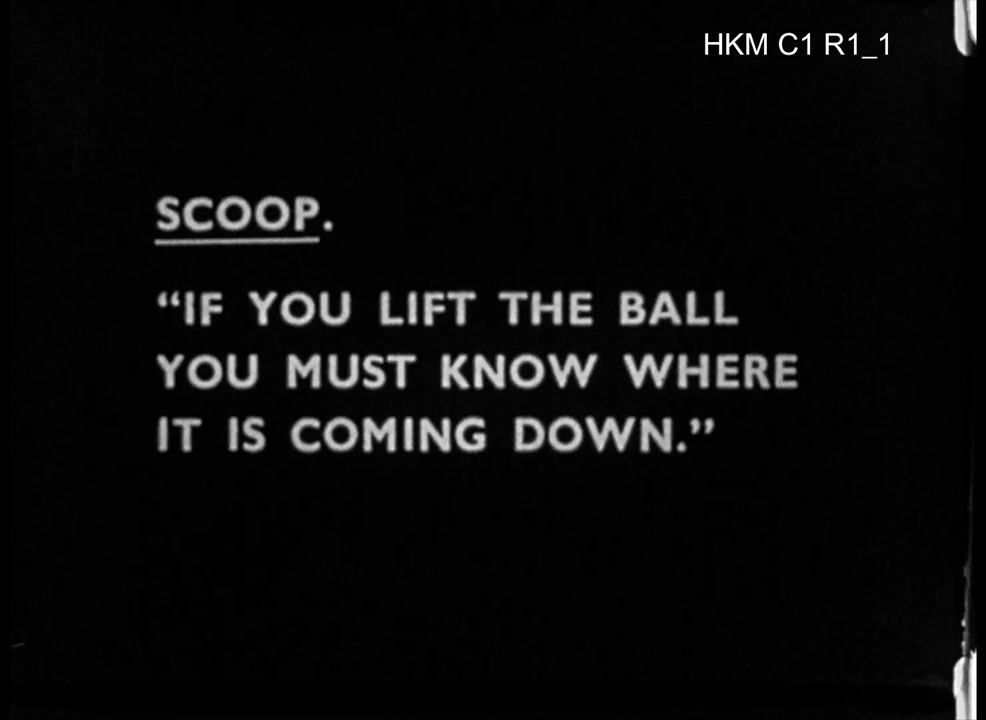 HKM C1 R1_1
SCOOP.
“IF YOU LIFT THE BALL
YOU MUST KNOW WHERE
IT IS COMING DOWN.”